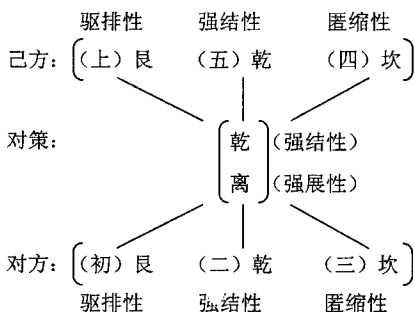 驱排性 强结性 匿缩性
己方：（上）艮 （五）乾 （四）坎
对策： 乾（强结性）
离（强展性）
对方：（初）艮 （二）乾 （三）坎
驱排性 强结性 匿缩性